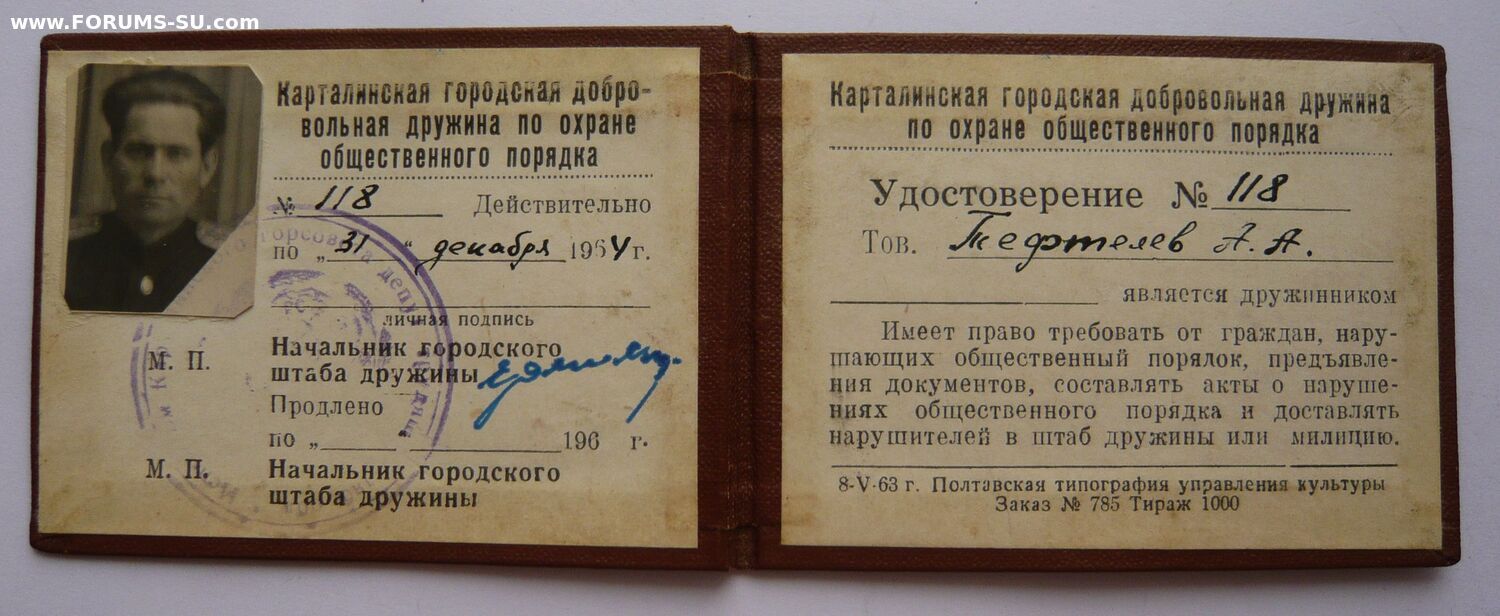 www.FORUMS-SU.com
Карталинская городская добро-
вольная дружина по охране
общественного порядка
№ 118 Действительно
по „31“ декабря 1964 г.
личная подпись
М. П. Начальник городского
штаба дружины
Продлено
по „ 196 г.
М. П. Начальник городского
штаба дружины
горсовета депу
Карталинская городская добровольная дружина
по охране общественного порядка
Удостоверение № 118
Тов. Тефтелев А. А.
является дружинником
Имеет право требовать от граждан, нару-
шающих общественный порялок, предъявле-
ния документов, составлять акты о наруше-
ниях общественного порядка и доставлять
нарушителей в штаб дружины или милицию.
8-V-63 г. Полтавская типография управления культуры
Заказ № 785 Тираж 1000